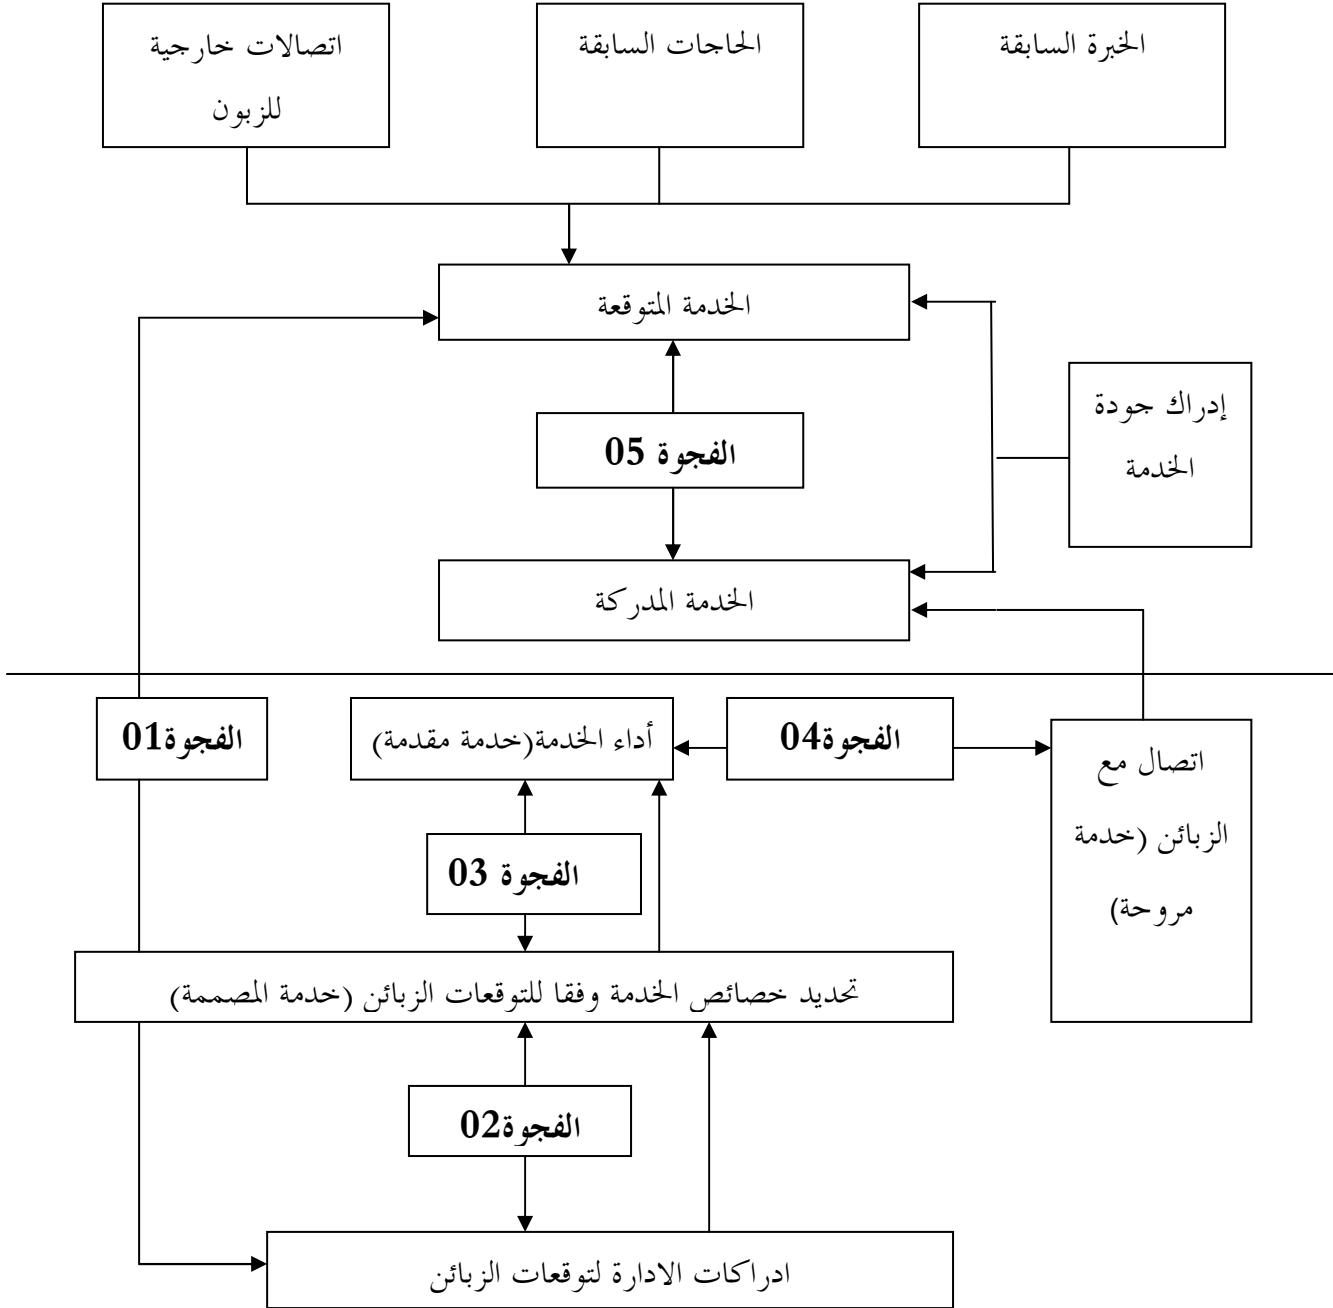 الخبرة السابقة
الحاجات السابقة
اتصالات خارجية
للزبون
الخدمة المتوقعة
إدراك جودة
الخدمة
الفجوة 05
الخدمة المدركة
اتصال مع
الزبائن (خدمة
مروحة)
الفجوة04
أداء الخدمة(خدمة مقدمة)
الفجوة01
الفجوة 03
تحديد خصائص الخدمة وفقا للتوقعات الزبائن (خدمة المصممة)
الفجوة02
ادراكات الادارة لتوقعات الزبائن